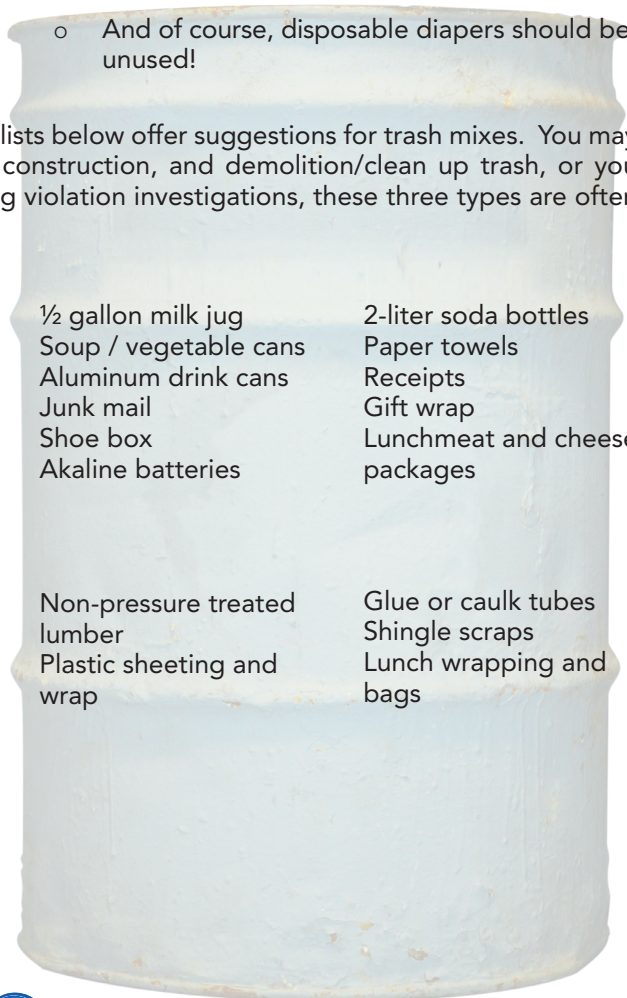 o And of course, disposable diapers should be
unused!
lists below offer suggestions for trash mixes. You may
construction, and demolition/clean up trash, or you
g violation investigations, these three types are often
½ gallon milk jug
Soup / vegetable cans
Aluminum drink cans
Junk mail
Shoe box
Akaline batteries
2-liter soda bottles
Paper towels
Receipts
Gift wrap
Lunchmeat and cheese
packages
Non-pressure treated
lumber
Plastic sheeting and
wrap
Glue or caulk tubes
Shingle scraps
Lunch wrapping and
bags